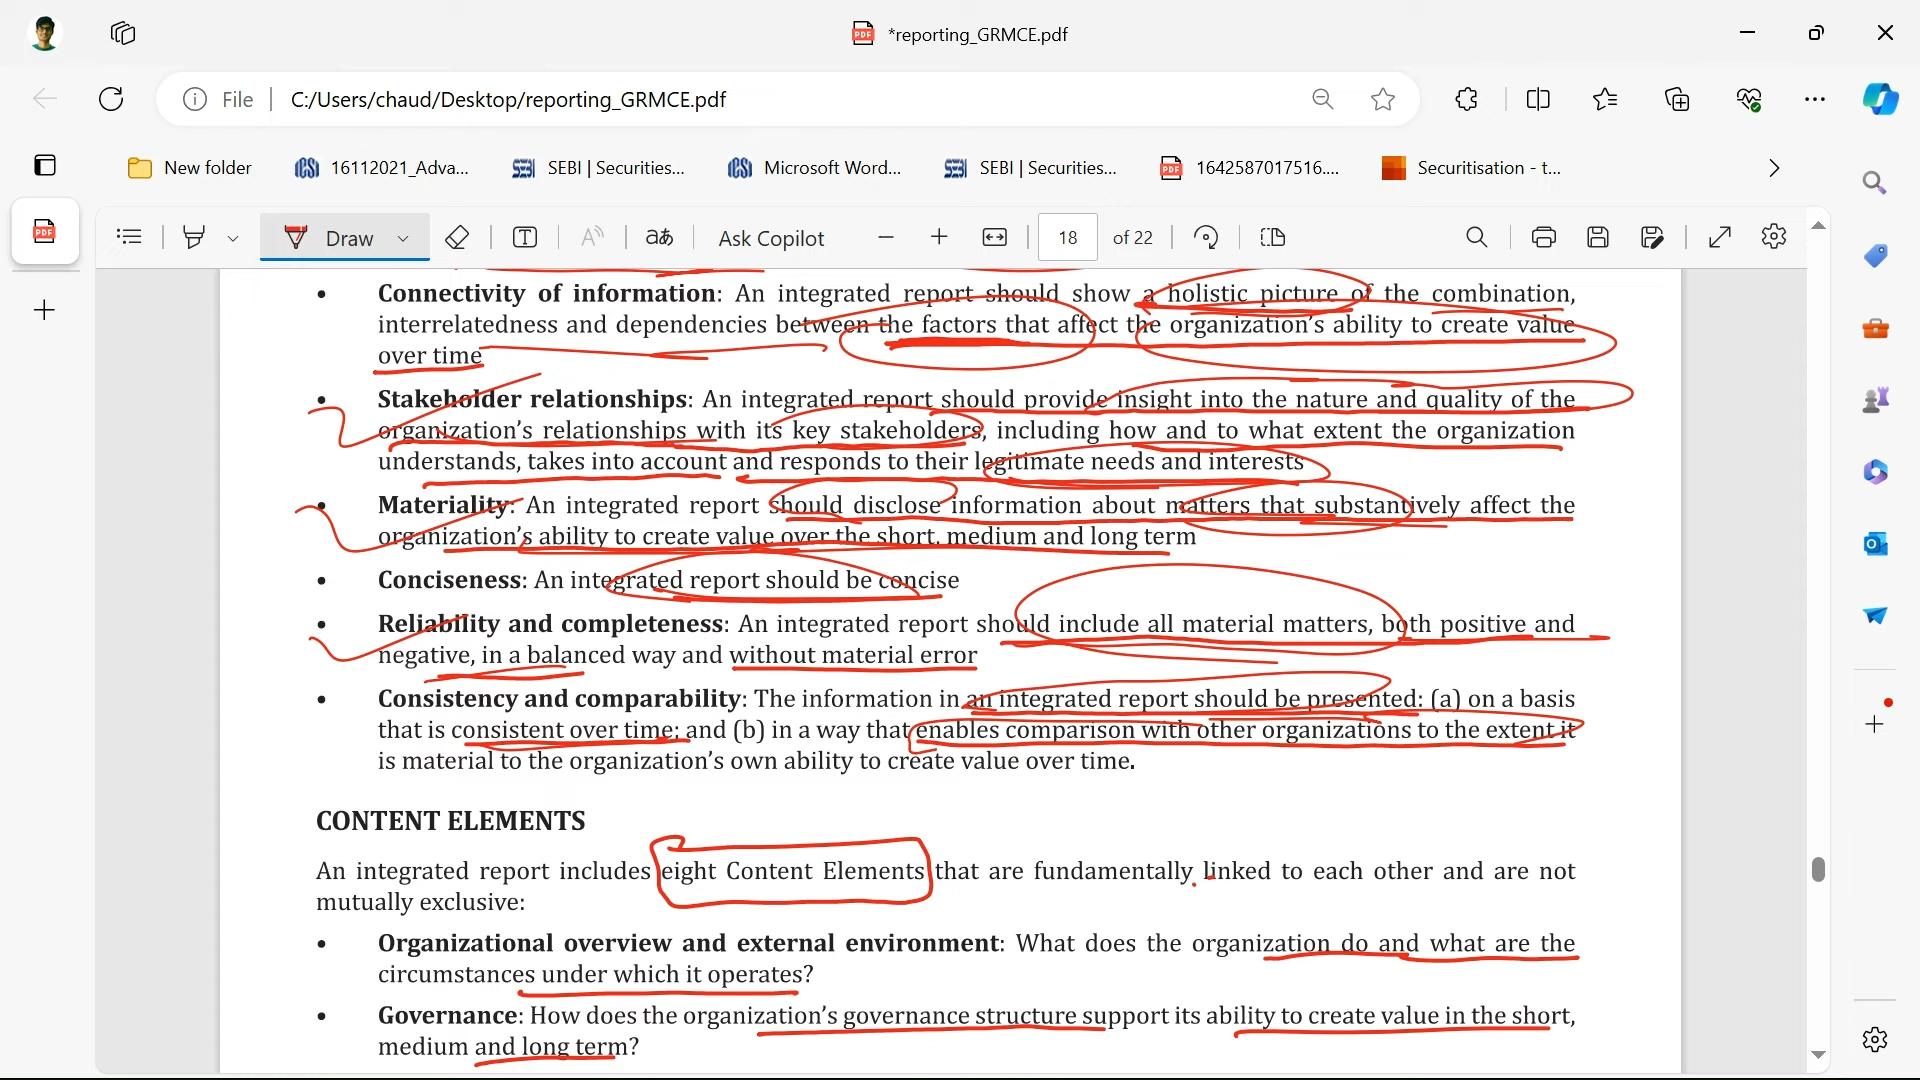 *reporting_GRMCE.pdf
File C:/Users/chaud/Desktop/reporting_GRMCE.pdf
New folder 16112021_Adva... SEBI | Securities... Microsoft Word... SEBI | Securities... 1642587017516.... Securitisation - t...
Draw Ask Copilot 18 of 22
• Connectivity of information: An integrated report should show a holistic picture of the combination,
interrelatedness and dependencies between the factors that affect the organization's ability to create value
over time
• Stakeholder relationships: An integrated report should provide insight into the nature and quality of the
organization's relationships with its key stakeholders, including how and to what extent the organization
understands, takes into account and responds to their legitimate needs and interests
• Materiality: An integrated report should disclose information about matters that substantively affect the
organization's ability to create value over the short, medium and long term
• Conciseness: An integrated report should be concise
• Reliability and completeness: An integrated report should include all material matters, both positive and
negative, in a balanced way and without material error
• Consistency and comparability: The information in an integrated report should be presented: (a) on a basis
that is consistent over time; and (b) in a way that enables comparison with other organizations to the extent it
is material to the organization's own ability to create value over time.
CONTENT ELEMENTS
An integrated report includes eight Content Elements that are fundamentally linked to each other and are not
mutually exclusive:
• Organizational overview and external environment: What does the organization do and what are the
circumstances under which it operates?
• Governance: How does the organization's governance structure support its ability to create value in the short,
medium and long term?